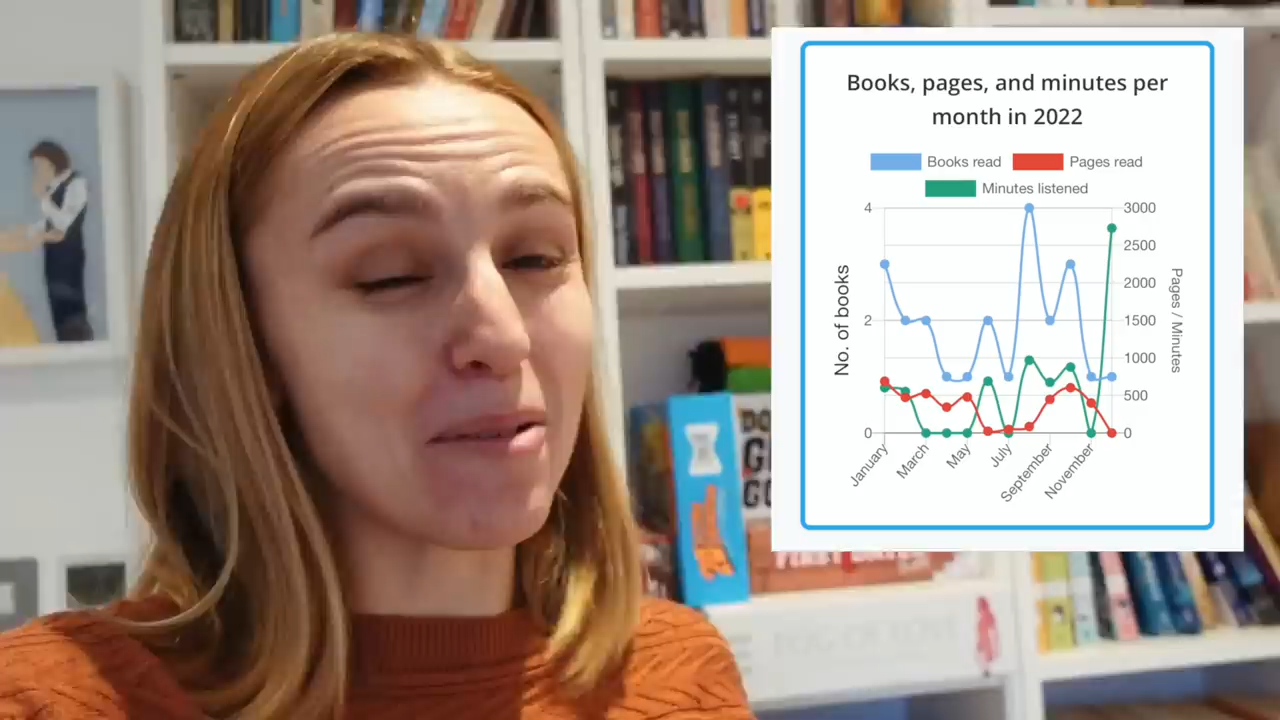 Books, pages, and minutes per
month in 2022
Books read
Pages read
Minutes listened
4
3000
2500
2000
2
1500
1000
500
0
0
No. of books
Pages / Minutes
January
March
May
July
September
November